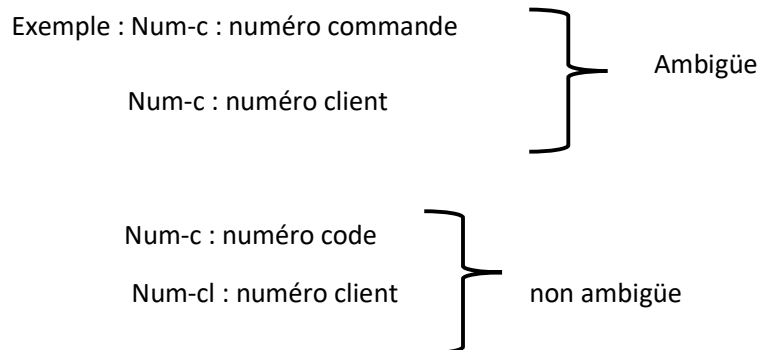 Exemple : Num-c : numéro commande
Ambigüe
Num-c : numéro client
Num-c : numéro code
Num-cl : numéro client
non ambigüe